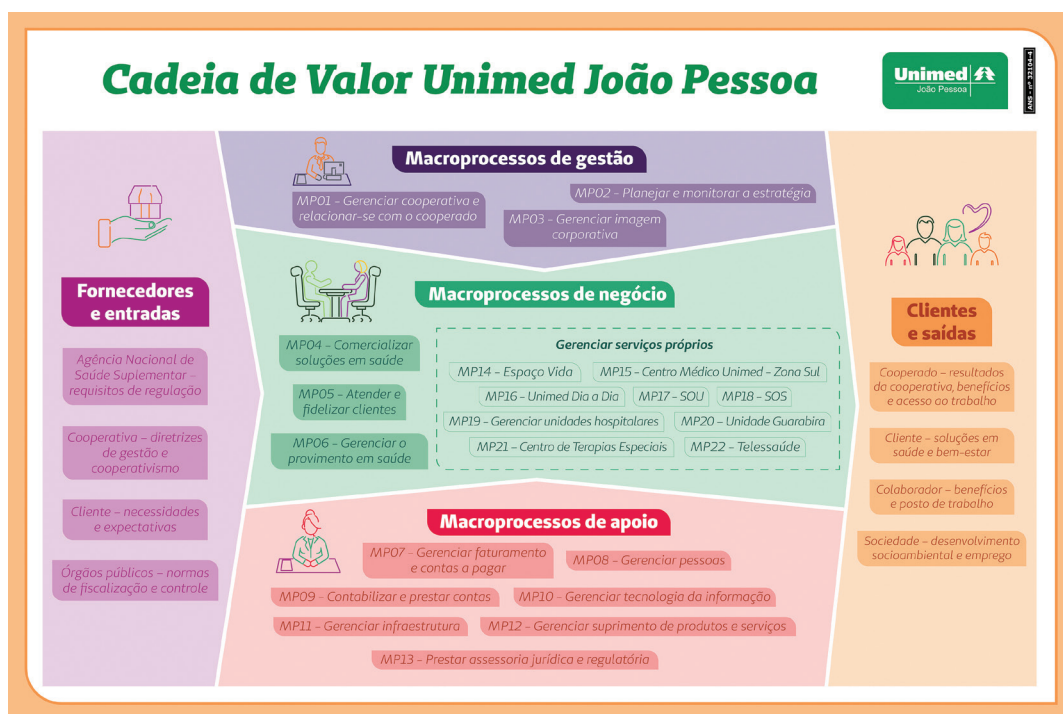 Cadeia de Valor Unimed João Pessoa
Unimed
João Pessoa
ANS - nº 32104-4
Fornecedores
e entradas
Agência Nacional de
Saúde Suplementar –
requisitos de regulação
Cooperativa – diretrizes
de gestão e
cooperativismo
Cliente – necessidades
e expectativas
Órgãos públicos – normas
de fiscalização e controle
Macroprocessos de gestão
MP01 – Gerenciar cooperativa e
relacionar-se com o cooperado
MP02 – Planejar e monitorar a estratégia
MP03 – Gerenciar imagem
corporativa
Macroprocessos de negócio
MP04 – Comercializar
soluções em saúde
MP05 – Atender e
fidelizar clientes
MP06 – Gerenciar o
provimento em saúde
Gerenciar serviços próprios
MP14 – Espaço Vida
MP15 – Centro Médico Unimed – Zona Sul
MP16 – Unimed Dia a Dia
MP17 – SOU
MP18 – SOS
MP19 – Gerenciar unidades hospitalares
MP20 – Unidade Guarabira
MP21 – Centro de Terapias Especiais
MP22 – Telessaúde
Macroprocessos de apoio
MP07 – Gerenciar faturamento
e contas a pagar
MP08 – Gerenciar pessoas
MP09 – Contabilizar e prestar contas
MP10 – Gerenciar tecnologia da informação
MP11 – Gerenciar infraestrutura
MP12 – Gerenciar suprimento de produtos e serviços
MP13 – Prestar assessoria jurídica e regulatória
Clientes
e saídas
Cooperado – resultados
da cooperativa, benefícios
e acesso ao trabalho
Cliente – soluções em
saúde e bem-estar
Colaborador – benefícios
e posto de trabalho
Sociedade – desenvolvimento
socioambiental e emprego